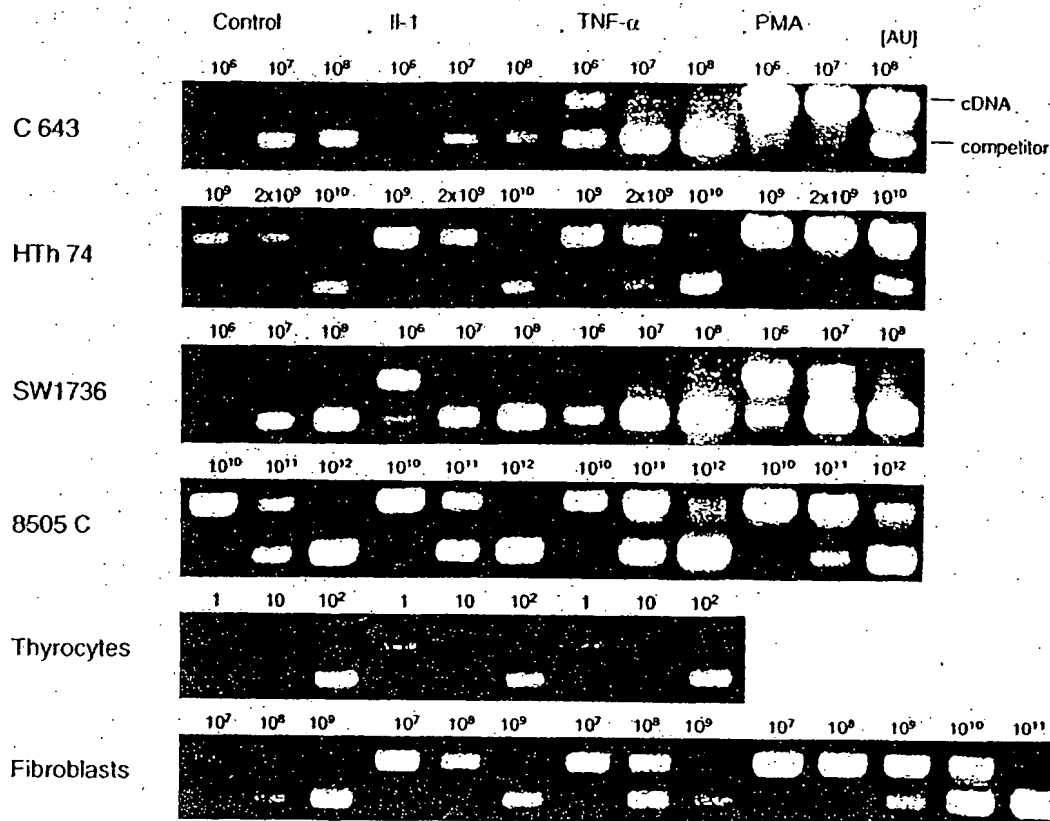 Control Il-1 TNF-α PMA [AU]
10⁶ 10⁷ 10⁸ 10⁶ 10⁷ 10⁸ 10⁶ 10⁷ 10⁸ 10⁶ 10⁷ 10⁸
C 643
cDNA
competitor
10⁹ 2x10⁹ 10¹⁰ 10⁹ 2x10⁹ 10¹⁰ 10⁹ 2x10⁹ 10¹⁰ 10⁹ 2x10⁹ 10¹⁰
HTh 74
10⁶ 10⁷ 10⁸ 10⁶ 10⁷ 10⁸ 10⁶ 10⁷ 10⁸ 10⁶ 10⁷ 10⁸
SW1736
10¹⁰ 10¹¹ 10¹² 10¹⁰ 10¹¹ 10¹² 10¹⁰ 10¹¹ 10¹² 10¹⁰ 10¹¹ 10¹²
8505 C
1 10 10² 1 10 10² 1 10 10²
Thyrocytes
10⁷ 10⁸ 10⁹ 10⁷ 10⁸ 10⁹ 10⁷ 10⁸ 10⁹ 10⁷ 10⁸ 10⁹ 10¹⁰ 10¹¹
Fibroblasts